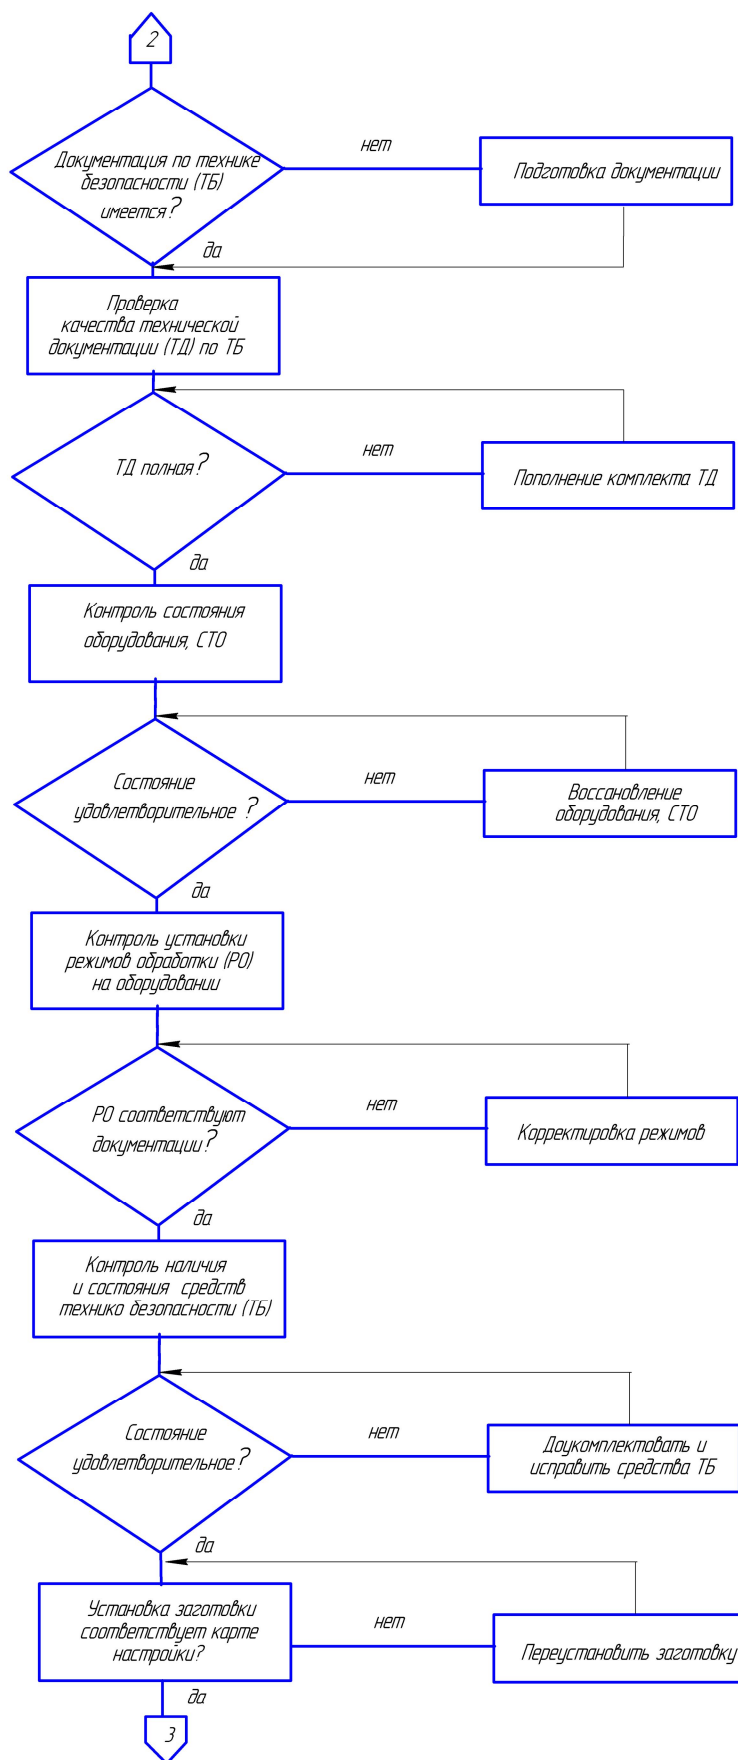 2
Документация по технике
безопасности (ТБ)
имеется?
нет
Подготовка документации
да
Проверка
качества технической
документации (ТД) по ТБ
ТД полная?
нет
Пополнение комплекта ТД
да
Контроль состояния
оборудования, СТО
Состояние
удовлетворительное ?
нет
Воссановление
оборудования, СТО
да
Контроль установки
режимов обработки (РО)
на оборудовании
РО соответствуют
документации?
нет
Корректировка режимов
да
Контроль наличия
и состояния средств
технико безопасности (ТБ)
Состояние
удовлетворительное?
нет
Доукомплектовать и
исправить средства ТБ
да
Установка заготовки
соответствует карте
настройки?
нет
Переустановить заготовку
да
3